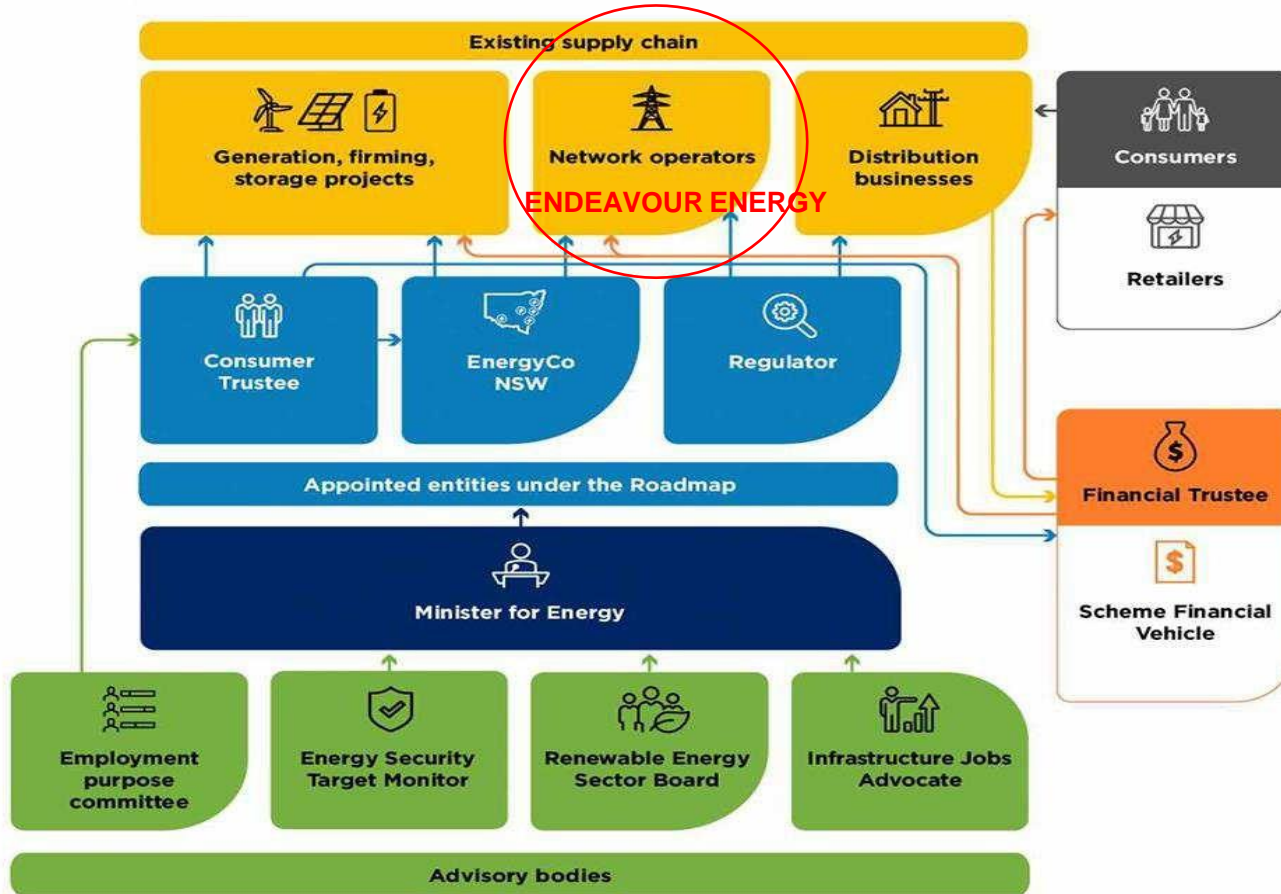 Existing supply chain
Generation, firming,
storage projects
Network operators
ENDEAVOUR ENERGY
Distribution
businesses
Consumers
Retailers
Consumer
Trustee
EnergyCo
NSW
Regulator
Appointed entities under the Roadmap
Financial Trustee
$
Scheme Financial
Vehicle
$
Minister for Energy
Employment
purpose
committee
Energy Security
Target Monitor
Renewable Energy
Sector Board
Infrastructure Jobs
Advocate
Advisory bodies